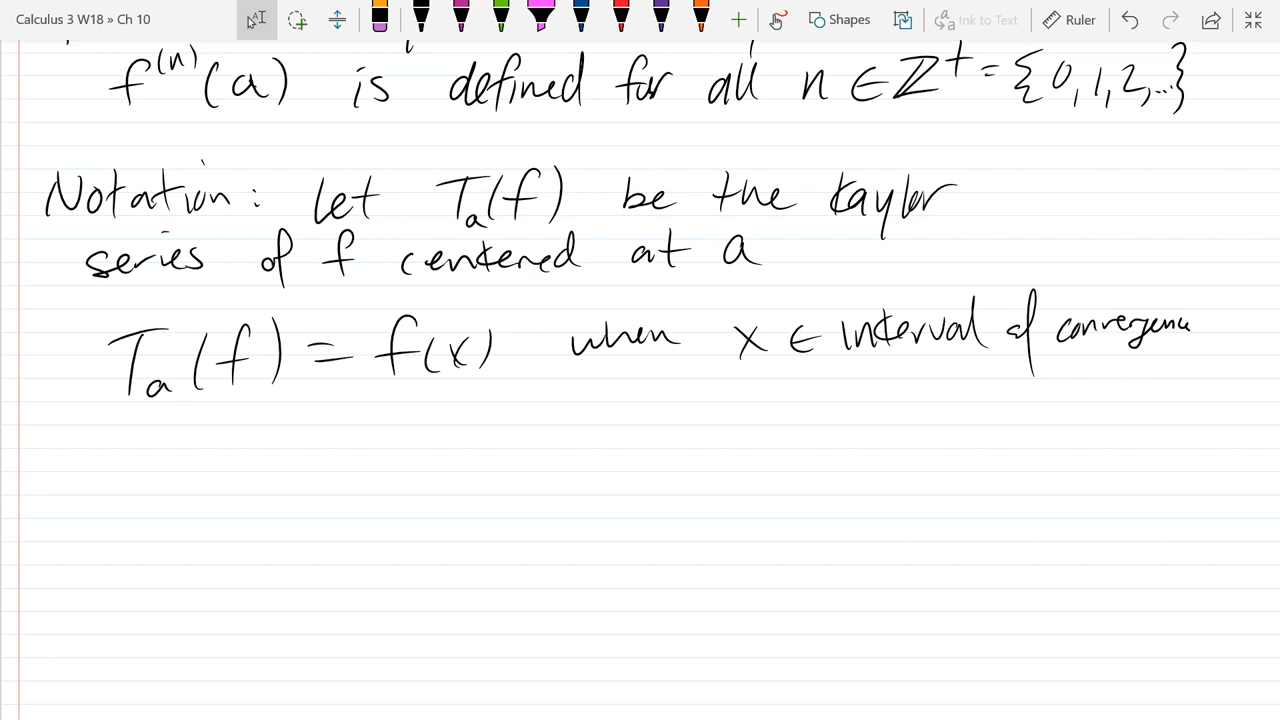 Calculus 3 W18 » Ch 10 Shapes Link to Text Ruler
f⁽ⁿ⁾(a) is defined for all n ∈ ℤ⁺ = {0, 1, 2, ...}
Notation: Let Tₐ(f) be the taylor
series of f centered at a
Tₐ(f) = f(x) when x ∈ interval of convergence